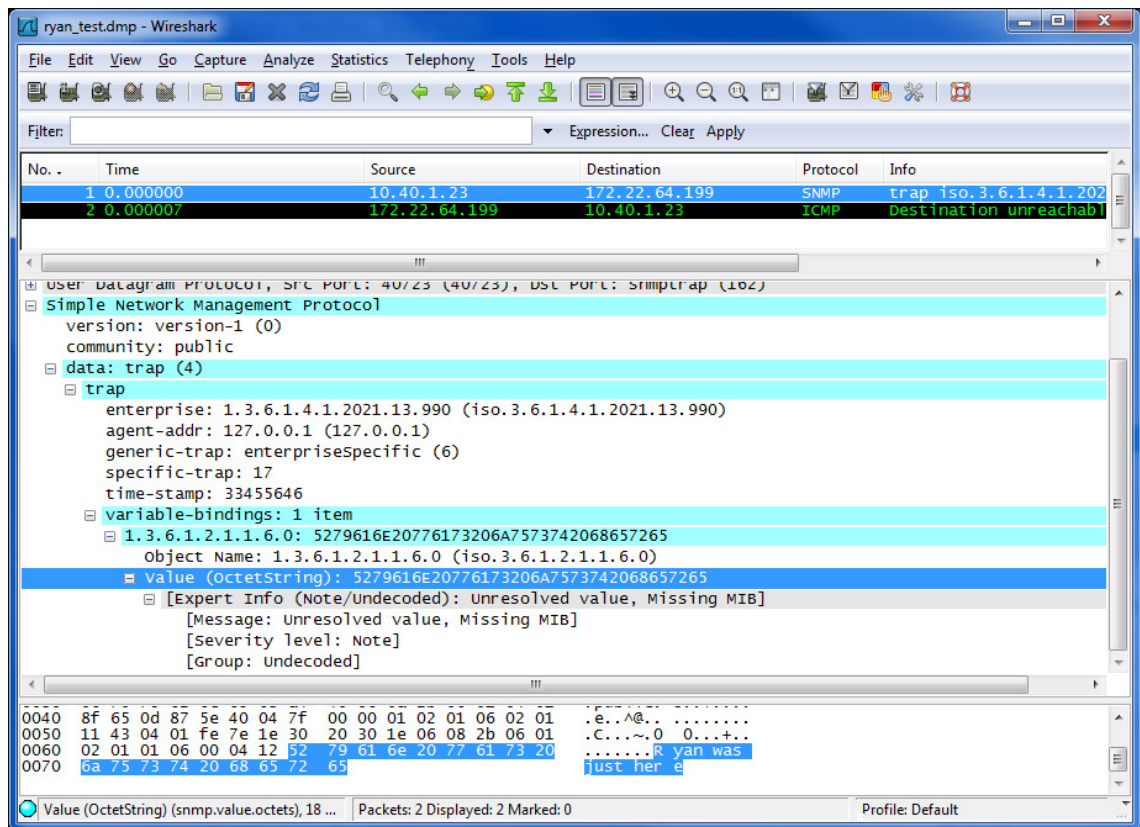 ryan_test.dmp - Wireshark
File Edit View Go Capture Analyze Statistics Telephony Tools Help
Filter: Expression... Clear Apply
No. . Time Source Destination Protocol Info
1 0.000000 10.40.1.23 172.22.64.199 SNMP trap iso.3.6.1.4.1.202
2 0.000007 172.22.64.199 10.40.1.23 ICMP Destination unreachabl
User Datagram Protocol, Src Port: 40723 (40723), Dst Port: snmptrap (162)
Simple Network Management Protocol
version: version-1 (0)
community: public
data: trap (4)
trap
enterprise: 1.3.6.1.4.1.2021.13.990 (iso.3.6.1.4.1.2021.13.990)
agent-addr: 127.0.0.1 (127.0.0.1)
generic-trap: enterpriseSpecific (6)
specific-trap: 17
time-stamp: 33455646
variable-bindings: 1 item
1.3.6.1.2.1.1.6.0: 5279616E20776173206A7573742068657265
Object Name: 1.3.6.1.2.1.1.6.0 (iso.3.6.1.2.1.1.6.0)
Value (OctetString): 5279616E20776173206A7573742068657265
[Expert Info (Note/Undecoded): Unresolved value, Missing MIB]
[Message: Unresolved value, Missing MIB]
[Severity level: Note]
[Group: Undecoded]
0040 8f 65 0d 87 5e 40 04 7f 00 00 01 02 01 06 02 01 .e..^@.. ........
0050 11 43 04 01 fe 7e 1e 30 20 30 1e 06 08 2b 06 01 .C...~.0 0...+..
0060 02 01 01 06 00 04 12 52 79 61 6e 20 77 61 73 20 .......R yan was
0070 6a 75 73 74 20 68 65 72 65 just her e
Value (OctetString) (snmp.value.octets), 18 ... Packets: 2 Displayed: 2 Marked: 0 Profile: Default